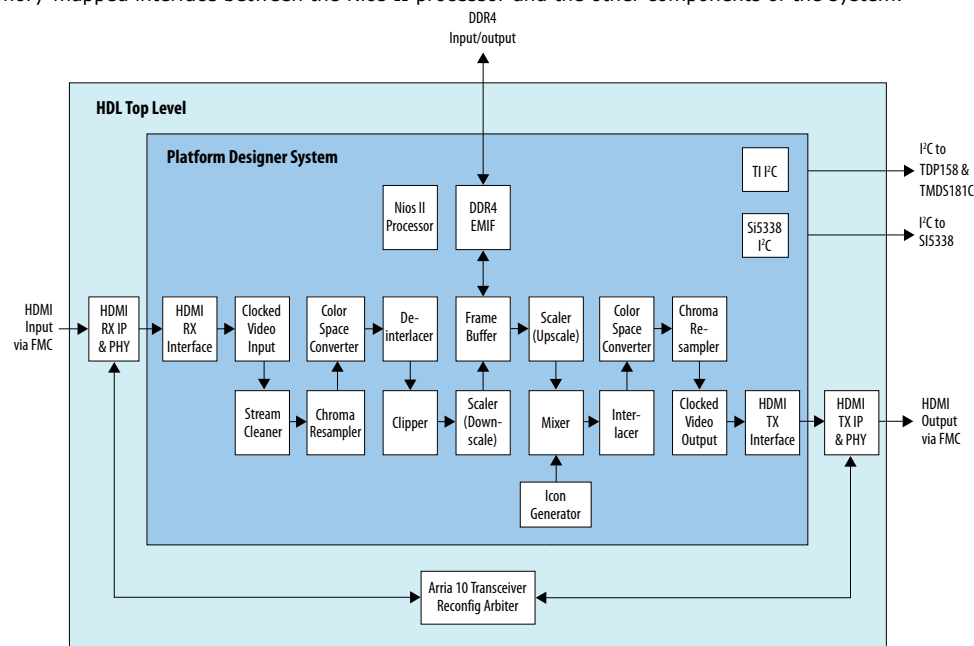 mory-mapped interface between the Nios II processor and the other components of the system.
DDR4
Input/output
HDL Top Level
Platform Designer System
TI I²C
I²C to
TDP158 &
TMDS181C
Nios II
Processor
DDR4
EMIF
Si5338
I²C
I²C to
SI5338
HDMI
Input
via FMC
HDMI
RX IP
& PHY
HDMI
RX
Interface
Clocked
Video
Input
Color
Space
Converter
De-
interlacer
Frame
Buffer
Scaler
(Upscale)
Color
Space
Converter
Chroma
Re-
sampler
Stream
Cleaner
Chroma
Resampler
Clipper
Scaler
(Down-
scale)
Mixer
Inter-
lacer
Clocked
Video
Output
HDMI
TX
Interface
HDMI
TX IP
& PHY
HDMI
Output
via FMC
Icon
Generator
Arria 10 Transceiver
Reconfig Arbiter